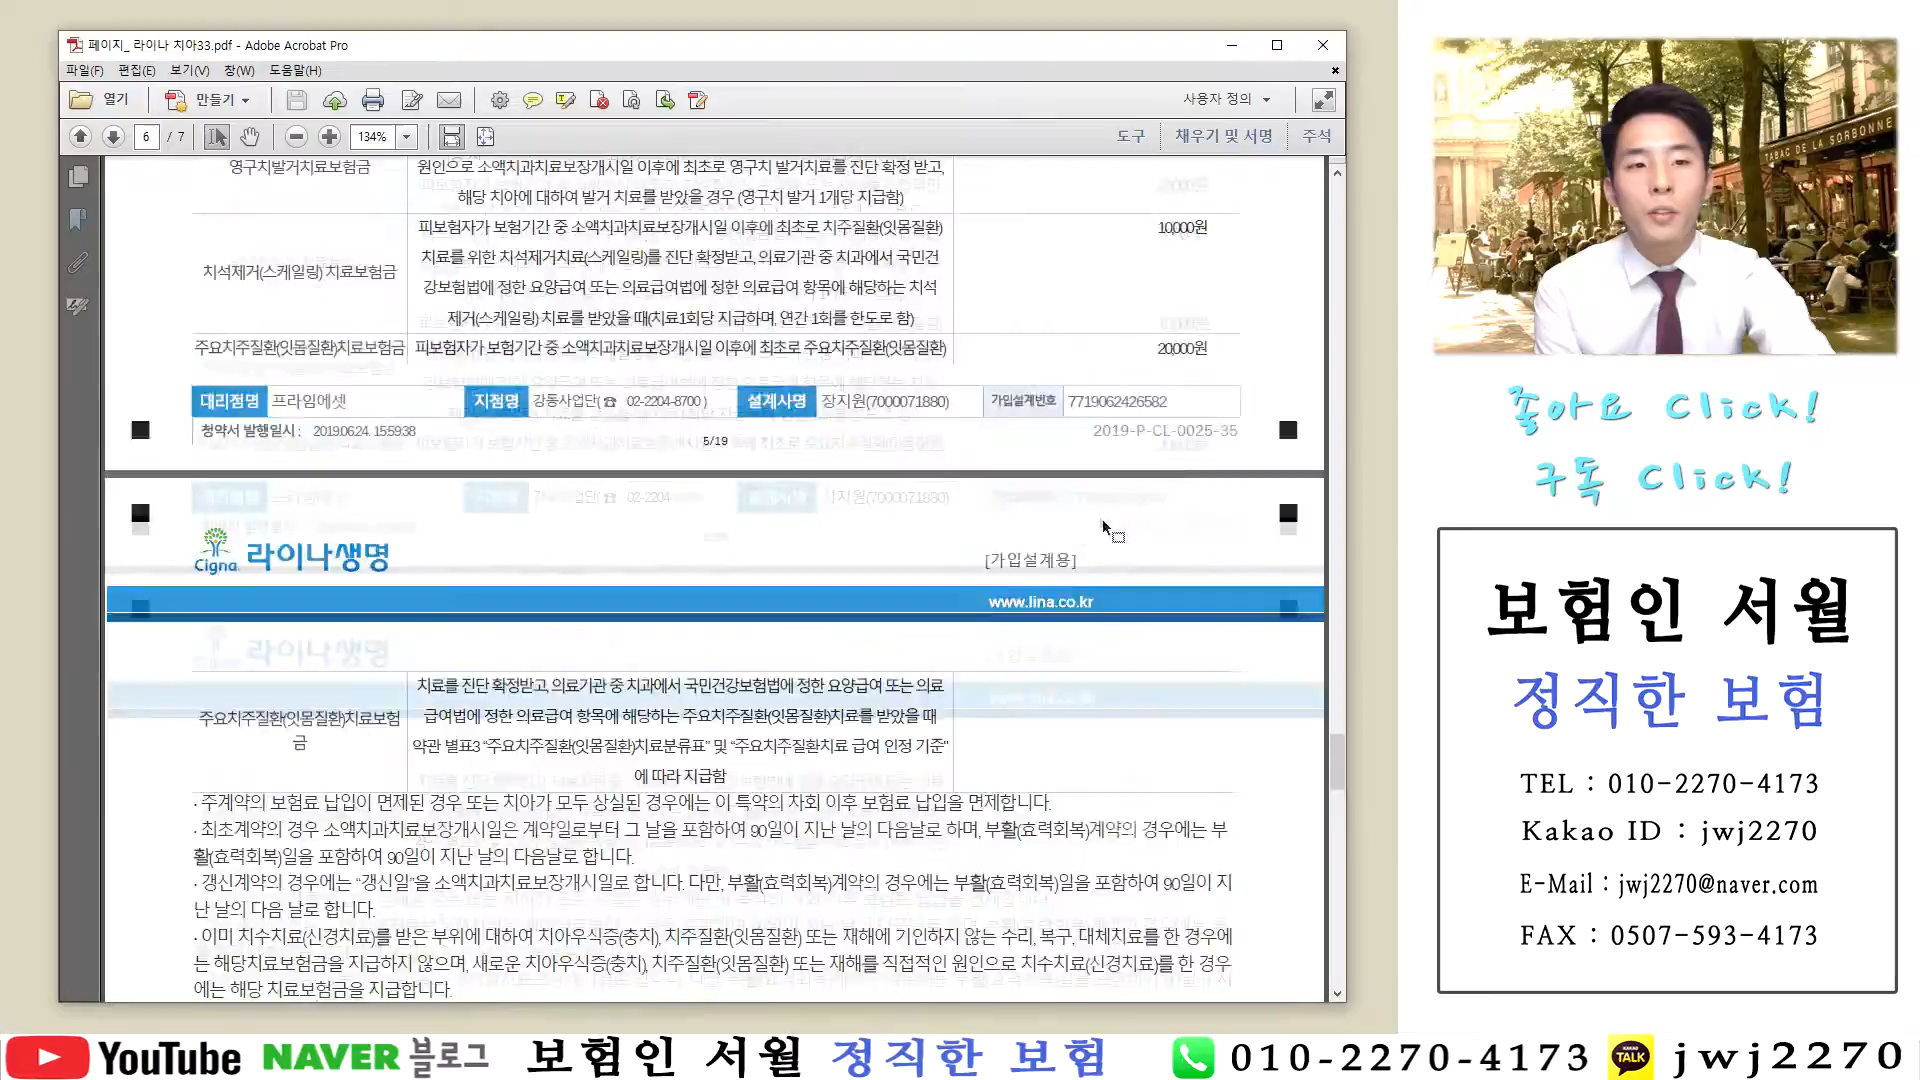 페이지_ 라이나 치아33.pdf - Adobe Acrobat Pro
파일(F) 편집(E) 보기(V) 창(W) 도움말(H)
열기 만들기 사용자 정의
6 / 7 134% 도구 채우기 및 서명 주석
영구치발거치료보험금
원인으로 소액치과치료보장개시일 이후에 최초로 영구치 발거치료를 진단 확정 받고,
해당 치아에 대하여 발거 치료를 받았을 경우 (영구치 발거 1개당 지급함)
치석제거(스케일링) 치료보험금
피보험자가 보험기간 중 소액치과치료보장개시일 이후에 최초로 치주질환(잇몸질환)
치료를 위한 치석제거치료(스케일링)를 진단 확정받고, 의료기관 중 치과에서 국민건
강보험법에 정한 요양급여 또는 의료급여법에 정한 의료급여 항목에 해당하는 치석
제거(스케일링) 치료를 받았을 때(치료1회당 지급하며, 연간 1회를 한도로 함)
10,000원
주요치주질환(잇몸질환)치료보험금 피보험자가 보험기간 중 소액치과치료보장개시일 이후에 최초로 주요치주질환(잇몸질환) 20,000원
대리점명 프라임에셋 지점명 강동사업단(☎ 02-2204-8700 ) 설계사명 장지원(7000071880) 가입설계번호 7719062426582
청약서 발행일시 : 2019.06.24. 15:59:38 5/19 2019-P-CL-0025-35
Cigna. 라이나생명 [가입설계용]
www.lina.co.kr
주요치주질환(잇몸질환)치료보험
금
치료를 진단 확정받고, 의료기관 중 치과에서 국민건강보험법에 정한 요양급여 또는 의료
급여법에 정한 의료급여 항목에 해당하는 주요치주질환(잇몸질환)치료를 받았을 때
약관 별표3 “주요치주질환(잇몸질환)치료분류표” 및 “주요치주질환치료 급여 인정 기준”
에 따라 지급함
· 주계약의 보험료 납입이 면제된 경우 또는 치아가 모두 상실된 경우에는 이 특약의 차회 이후 보험료 납입을 면제합니다.
· 최초계약의 경우 소액치과치료보장개시일은 계약일로부터 그 날을 포함하여 90일이 지난 날의 다음날로 하며, 부활(효력회복)계약의 경우에는 부
활(효력회복)일을 포함하여 90일이 지난 날의 다음날로 합니다.
· 갱신계약의 경우에는 “갱신일”을 소액치과치료보장개시일로 합니다. 다만, 부활(효력회복)계약의 경우에는 부활(효력회복)일을 포함하여 90일이 지
난 날의 다음 날로 합니다.
· 이미 치수치료(신경치료)를 받은 부위에 대하여 치아우식증(충치), 치주질환(잇몸질환) 또는 재해에 기인하지 않는 수리, 복구, 대체치료를 한 경우에
는 해당치료보험금을 지급하지 않으며, 새로운 치아우식증(충치), 치주질환(잇몸질환) 또는 재해를 직접적인 원인으로 치수치료(신경치료)를 한 경우
에는 해당 치료보험금을 지급합니다.
TABAC DE LA SORBONNE
좋아요 Click!
구독 Click!
보험인 서월
정직한 보험
TEL : 010-2270-4173
Kakao ID : jwj2270
E-Mail : jwj2270@naver.com
FAX : 0507-593-4173
YouTube NAVER 블로그 보험인 서월 정직한 보험 010-2270-4173 TALK jwj2270